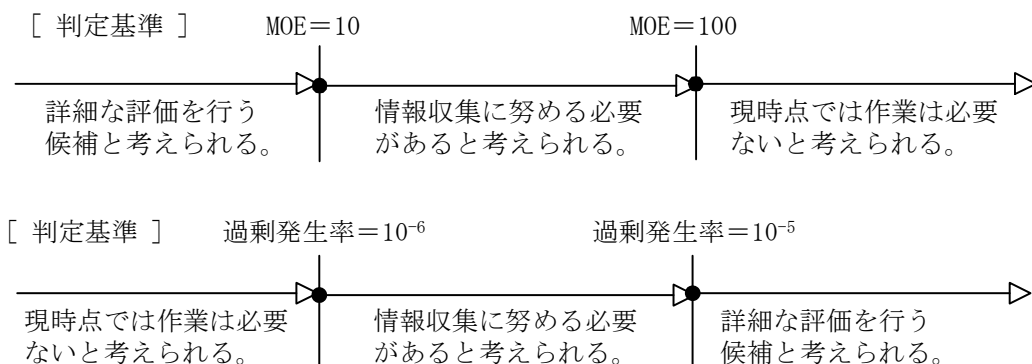 [ 判定基準 ] MOE＝10 MOE＝100
詳細な評価を行う 情報収集に努める必要 現時点では作業は必要
候補と考えられる。 があると考えられる。 ないと考えられる。
[ 判定基準 ] 過剰発生率＝10⁻⁶ 過剰発生率＝10⁻⁵
現時点では作業は必要 情報収集に努める必要 詳細な評価を行う
ないと考えられる。 があると考えられる。 候補と考えられる。